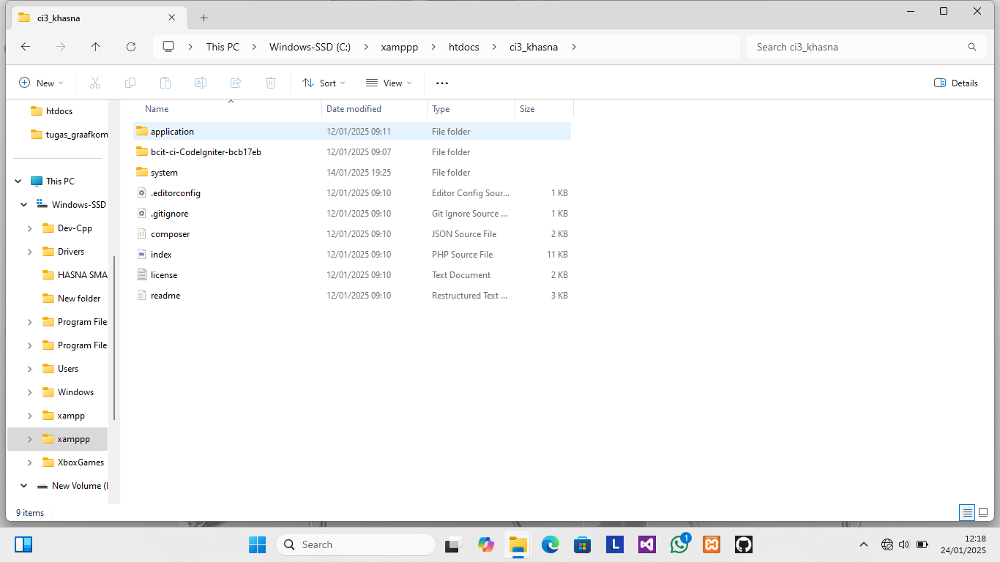 ci3_khasna
This PC > Windows-SSD (C:) > xamppp > htdocs > ci3_khasna >
Search ci3_khasna
New
Sort
View
Details
htdocs
tugas_graafkom
This PC
Windows-SSD
Dev-Cpp
Drivers
HASNA SMA
New folder
Program File
Program File
Users
Windows
xampp
xamppp
XboxGames
New Volume (
Name Date modified Type Size
application 12/01/2025 09:11 File folder
bcit-ci-CodeIgniter-bcb17eb 12/01/2025 09:07 File folder
system 14/01/2025 19:25 File folder
.editorconfig 12/01/2025 09:10 Editor Config Sour... 1 KB
.gitignore 12/01/2025 09:10 Git Ignore Source ... 1 KB
composer 12/01/2025 09:10 JSON Source File 2 KB
index 12/01/2025 09:10 PHP Source File 11 KB
license 12/01/2025 09:10 Text Document 2 KB
readme 12/01/2025 09:10 Restructured Text ... 3 KB
9 items
Search
L
1
12:18
24/01/2025